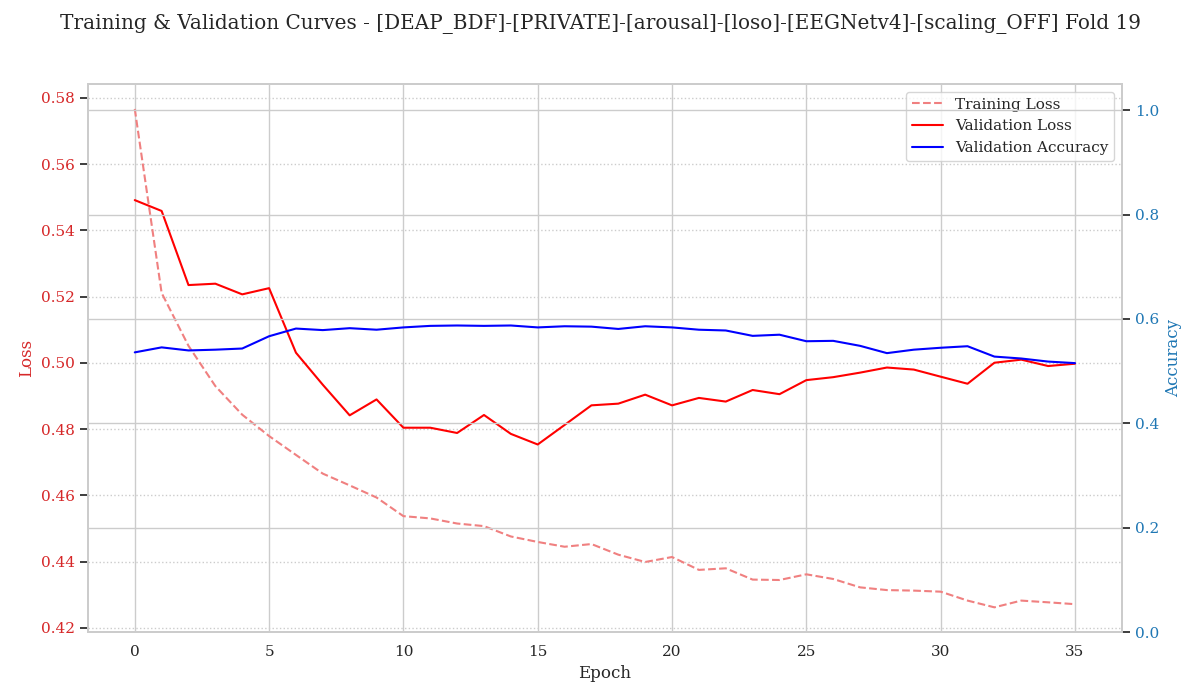 Training & Validation Curves - [DEAP_BDF]-[PRIVATE]-[arousal]-[loso]-[EEGNetv4]-[scaling_OFF] Fold 19
Training Loss
Validation Loss
Validation Accuracy
0.58
0.56
0.54
0.52
0.50
0.48
0.46
0.44
0.42
Loss
1.0
0.8
0.6
0.4
0.2
0.0
Accuracy
0 5 10 15 20 25 30 35
Epoch